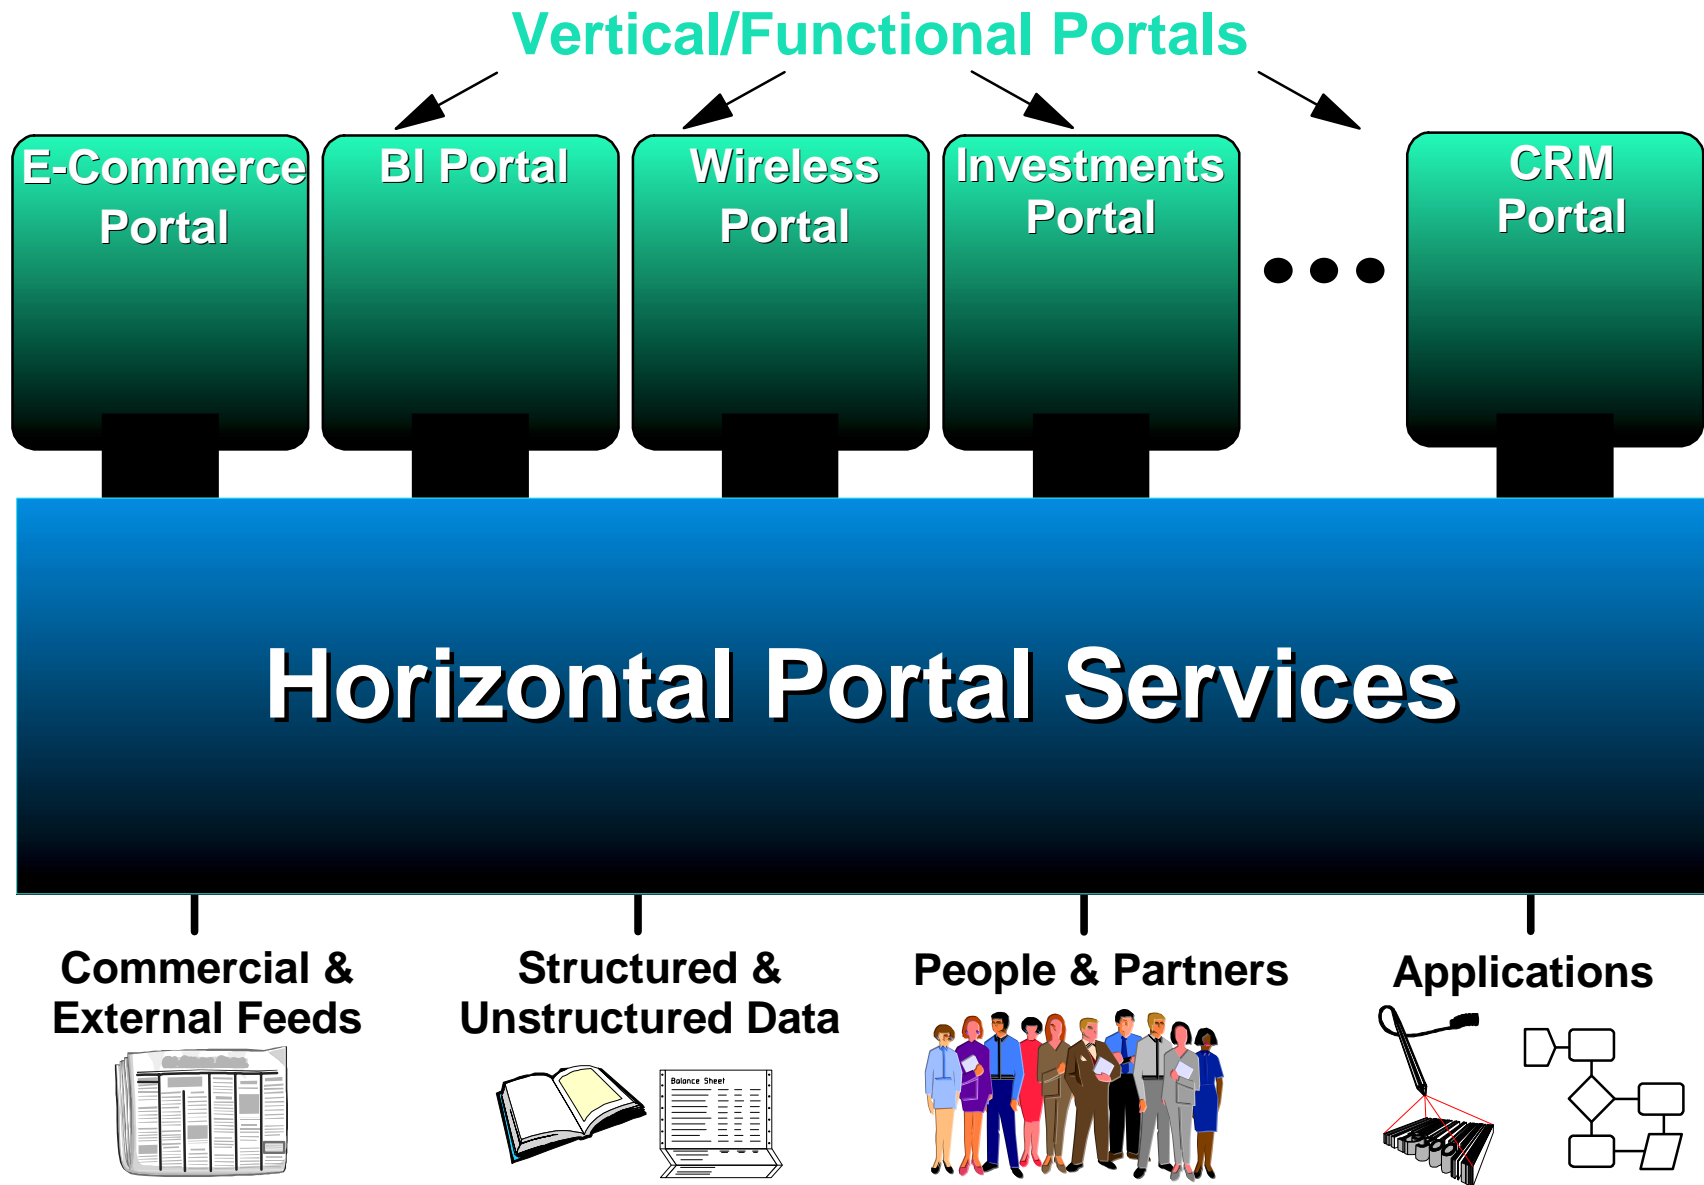 Vertical/Functional Portals
E-Commerce
Portal
BI Portal
Wireless
Portal
Investments
Portal
CRM
Portal
Horizontal Portal Services
Commercial &
External Feeds
Structured &
Unstructured Data
People & Partners
Applications
Balance Sheet